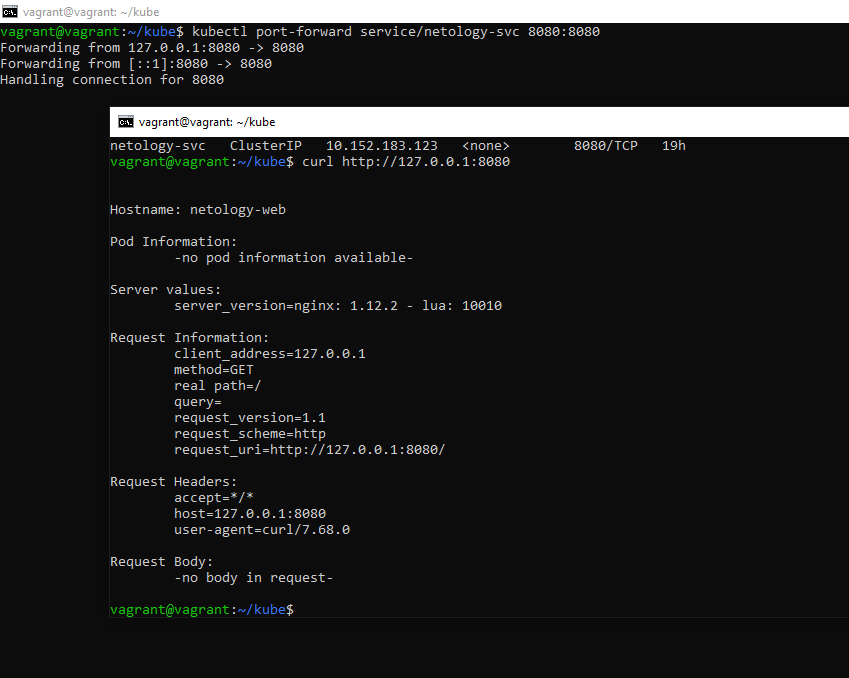 vagrant@vagrant: ~/kube
vagrant@vagrant:~/kube$ kubectl port-forward service/netology-svc 8080:8080
Forwarding from 127.0.0.1:8080 -> 8080
Forwarding from [::1]:8080 -> 8080
Handling connection for 8080
vagrant@vagrant: ~/kube
netology-svc   ClusterIP   10.152.183.123   <none>        8080/TCP   19h
vagrant@vagrant:~/kube$ curl http://127.0.0.1:8080
Hostname: netology-web
Pod Information:
-no pod information available-
Server values:
server_version=nginx: 1.12.2 - lua: 10010
Request Information:
client_address=127.0.0.1
method=GET
real path=/
query=
request_version=1.1
request_scheme=http
request_uri=http://127.0.0.1:8080/
Request Headers:
accept=*/*
host=127.0.0.1:8080
user-agent=curl/7.68.0
Request Body:
-no body in request-
vagrant@vagrant:~/kube$